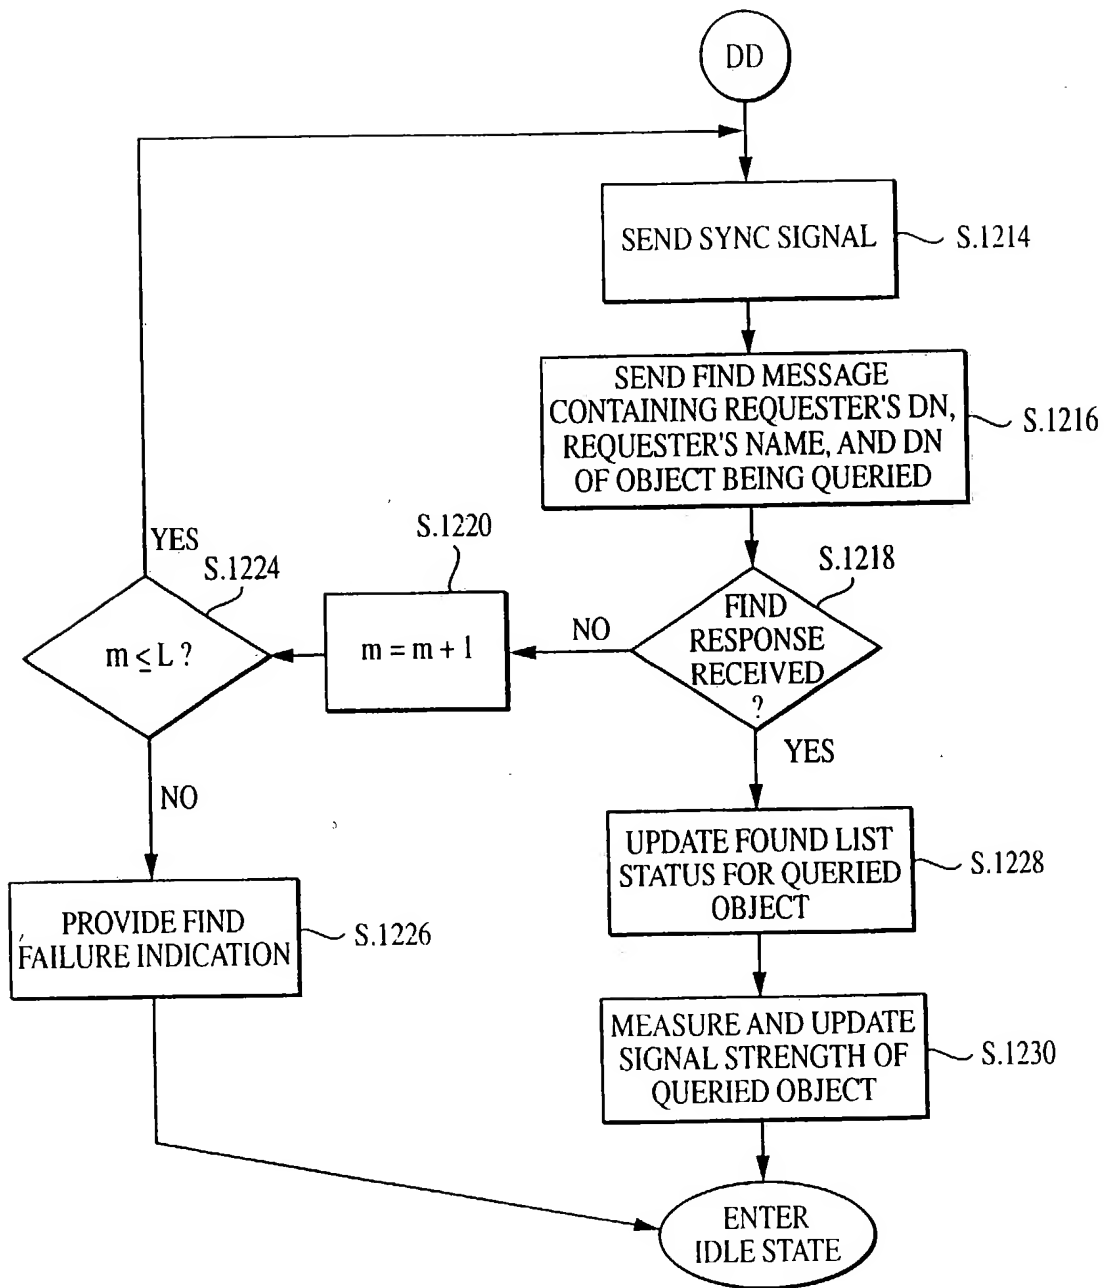 DD
SEND SYNC SIGNAL
S.1214
SEND FIND MESSAGE
CONTAINING REQUESTER'S DN,
REQUESTER'S NAME, AND DN
OF OBJECT BEING QUERIED
S.1216
FIND
RESPONSE
RECEIVED
?
S.1218
NO
YES
m = m + 1
S.1220
m ≤ L ?
S.1224
YES
NO
PROVIDE FIND
FAILURE INDICATION
S.1226
UPDATE FOUND LIST
STATUS FOR QUERIED
OBJECT
S.1228
MEASURE AND UPDATE
SIGNAL STRENGTH OF
QUERIED OBJECT
S.1230
ENTER
IDLE STATE